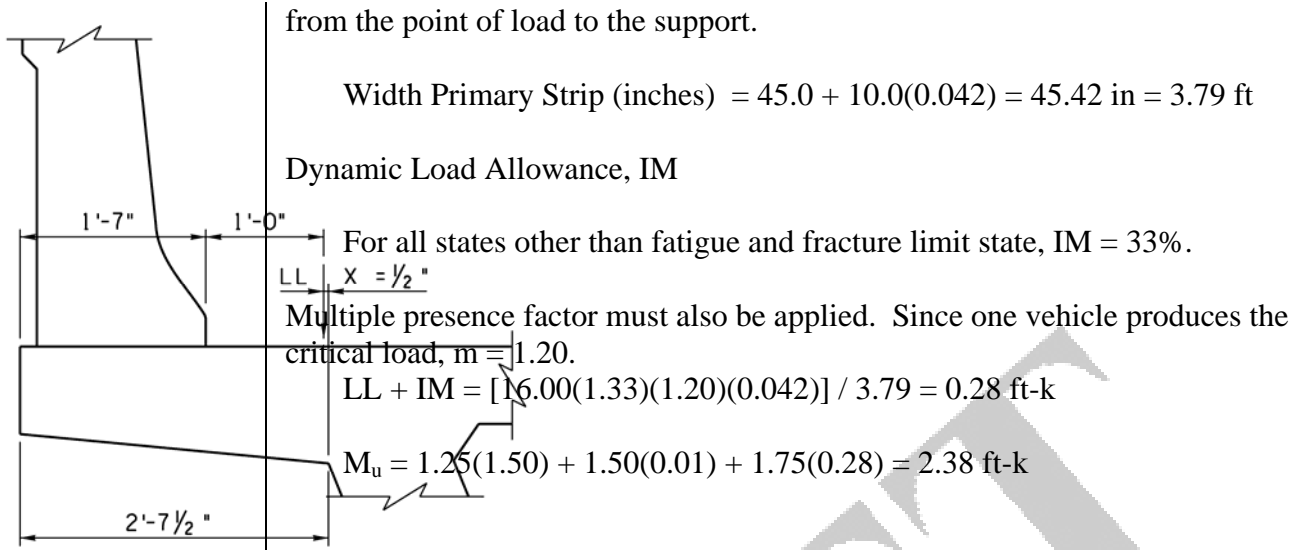 from the point of load to the support.
Width Primary Strip (inches) = 45.0 + 10.0(0.042) = 45.42 in = 3.79 ft
Dynamic Load Allowance, IM
1'-7" 1'-0"
For all states other than fatigue and fracture limit state, IM = 33%.
LL X = ½ "
Multiple presence factor must also be applied. Since one vehicle produces the
critical load, m = 1.20.
LL + IM = [16.00(1.33)(1.20)(0.042)] / 3.79 = 0.28 ft-k
Mᵤ = 1.25(1.50) + 1.50(0.01) + 1.75(0.28) = 2.38 ft-k
2'-7½ "